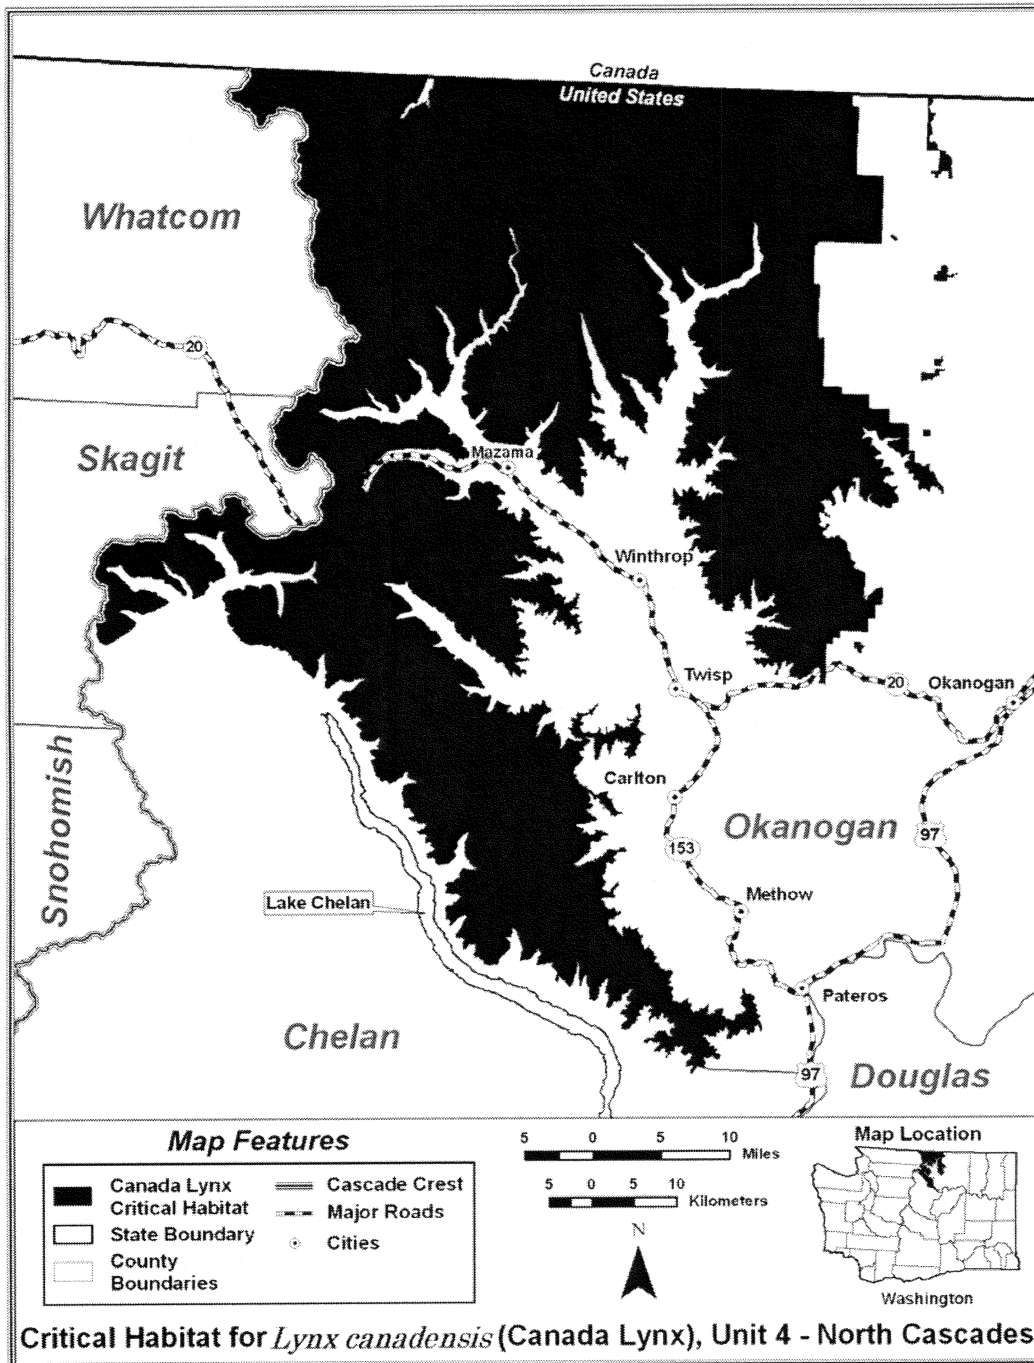 Canada
United States
Whatcom
20
Skagit
Mazama
Winthrop
Twisp
20
Okanogan
Snohomish
Carlton
Okanogan
97
153
Methow
Lake Chelan
Pateros
Chelan
97
Douglas
Map Features
Canada Lynx
Critical Habitat
State Boundary
County
Boundaries
Cascade Crest
Major Roads
Cities
5 0 5 10
Miles
5 0 5 10
Kilometers
N
Map Location
Washington
Critical Habitat for Lynx canadensis (Canada Lynx), Unit 4 - North Cascades